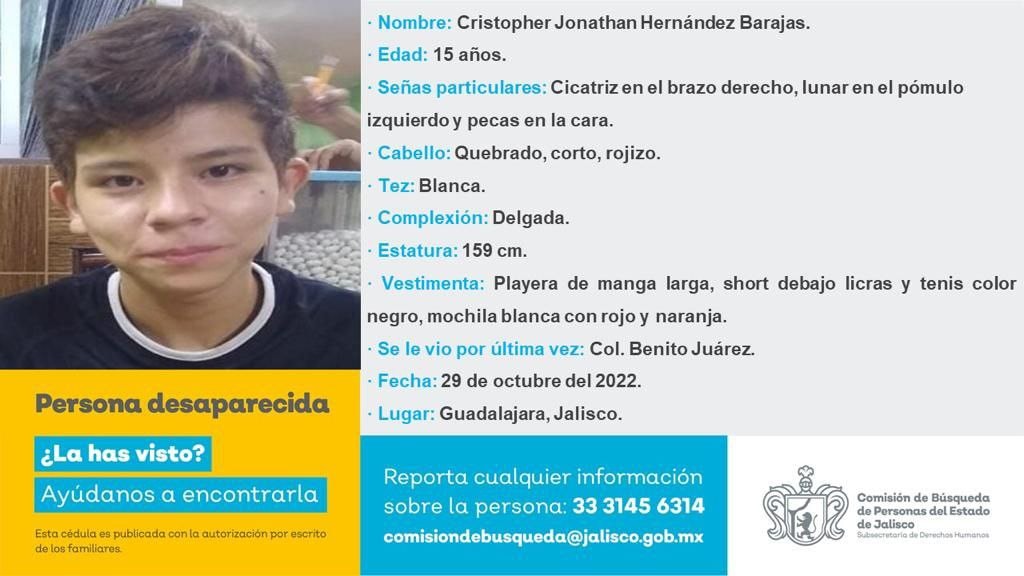 · Nombre: Cristopher Jonathan Hernández Barajas.
· Edad: 15 años.
· Señas particulares: Cicatriz en el brazo derecho, lunar en el pómulo
izquierdo y pecas en la cara.
· Cabello: Quebrado, corto, rojizo.
· Tez: Blanca.
· Complexión: Delgada.
· Estatura: 159 cm.
· Vestimenta: Playera de manga larga, short debajo licras y tenis color
negro, mochila blanca con rojo y naranja.
· Se le vio por última vez: Col. Benito Juárez.
· Fecha: 29 de octubre del 2022.
· Lugar: Guadalajara, Jalisco.
Persona desaparecida
¿La has visto?
Ayúdanos a encontrarla
Esta cédula es publicada con la autorización por escrito
de los familiares.
Reporta cualquier información
sobre la persona: 33 3145 6314
comisiondebusqueda@jalisco.gob.mx
Comisión de Búsqueda
de Personas del Estado
de Jalisco
Subsecretaría de Derechos Humanos